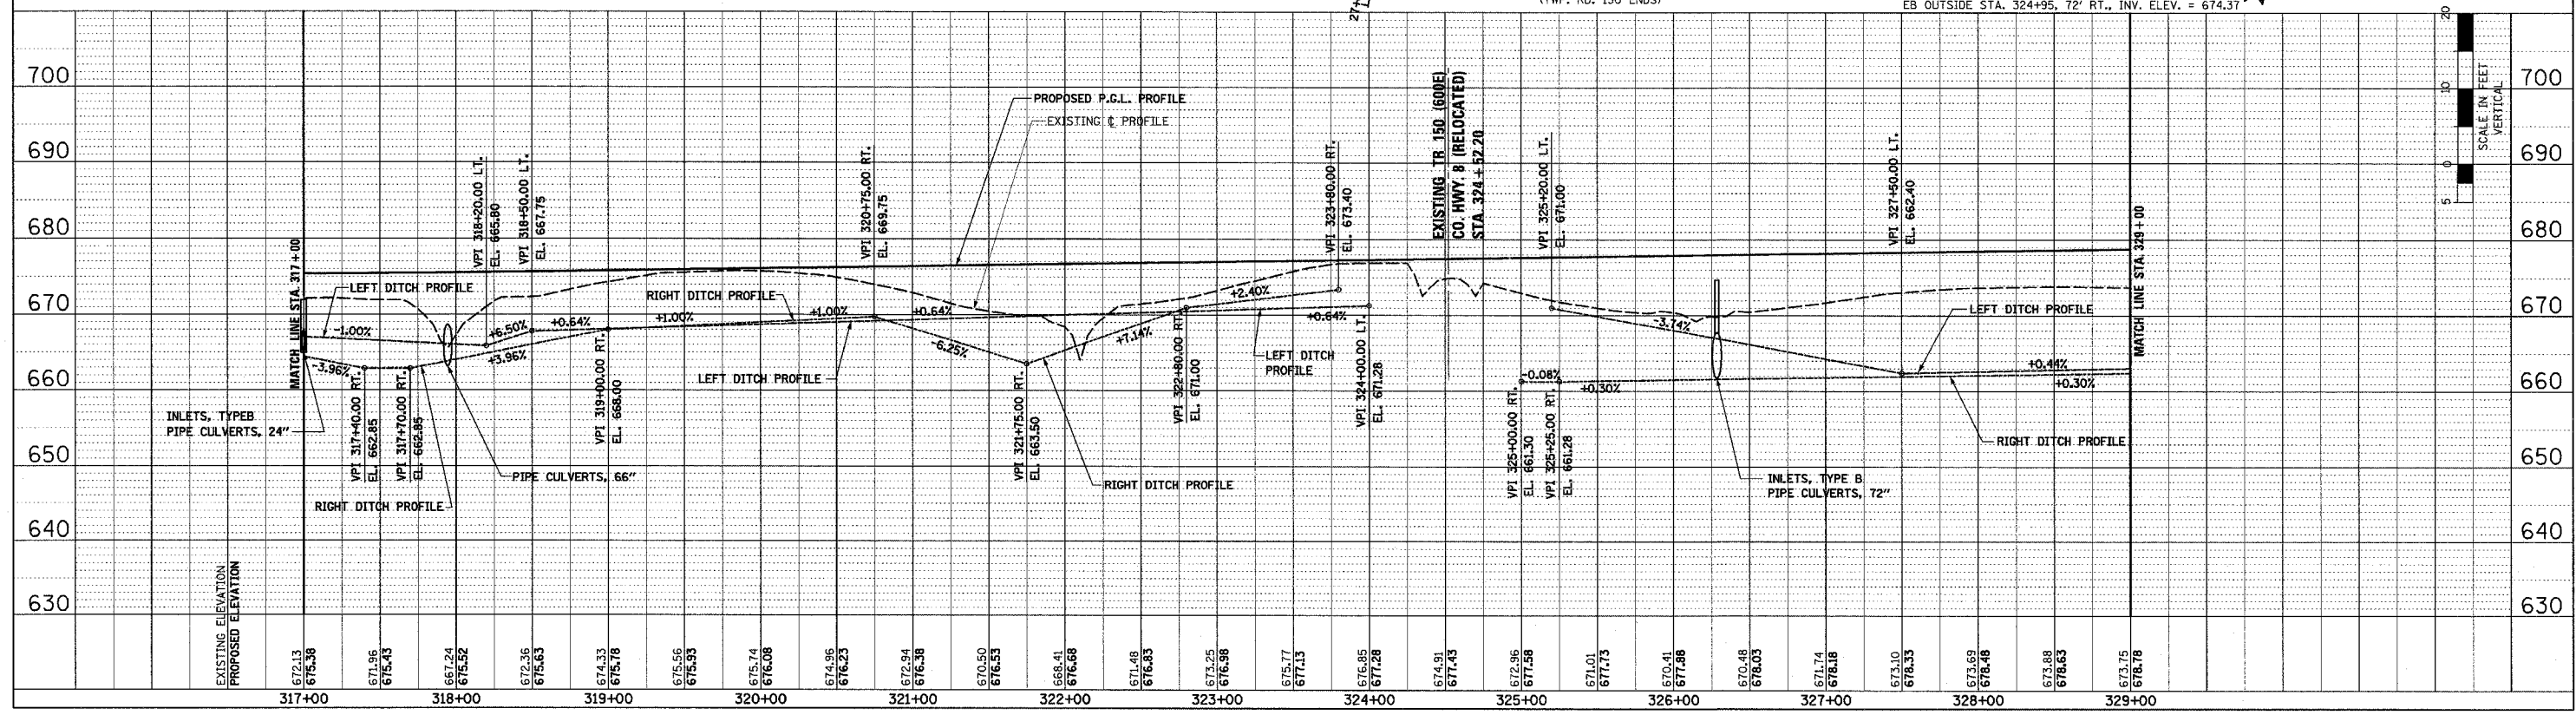 (TWP. RD. 150 ENDS)
EB OUTSIDE STA. 324+95, 72' RT., INV. ELEV. = 674.37
27+
20
10
0
5
SCALE IN FEET
VERTICAL
700
690
680
670
660
650
640
630
700
690
680
670
660
650
640
630
PROPOSED P.G.L. PROFILE
EXISTING ℄ PROFILE
MATCH LINE STA. 317+00
VPI 318+20.00 LT.
EL. 665.80
VPI 318+50.00 LT.
EL. 667.75
VPI 320+75.00 RT.
EL. 669.75
VPI 323+80.00 RT.
EL. 673.40
EXISTING TR 150 (600E)
CO. HWY. 8 (RELOCATED)
STA. 324+52.20
VPI 325+20.00 LT.
EL. 671.00
VPI 327+50.00 LT.
EL. 662.40
MATCH LINE STA. 329+00
LEFT DITCH PROFILE
-1.00%
+6.50%
+0.64%
+1.00%
RIGHT DITCH PROFILE
+1.00%
+0.64%
-6.25%
+7.14%
+2.40%
+0.64%
-3.74%
LEFT DITCH PROFILE
-3.96%
+3.96%
LEFT DITCH PROFILE
LEFT DITCH
PROFILE
-0.08%
+0.30%
+0.44%
+0.30%
INLETS, TYPEB
PIPE CULVERTS, 24"
VPI 317+40.00 RT.
EL. 662.85
VPI 317+70.00 RT.
EL. 662.85
VPI 319+00.00 RT.
EL. 668.00
VPI 321+75.00 RT.
EL. 663.50
VPI 322+80.00 RT.
EL. 671.00
VPI 324+00.00 LT.
EL. 671.28
VPI 325+00.00 RT.
EL. 661.30
VPI 325+25.00 RT.
EL. 661.28
RIGHT DITCH PROFILE
PIPE CULVERTS, 66"
RIGHT DITCH PROFILE
RIGHT DITCH PROFILE
INLETS, TYPE B
PIPE CULVERTS, 72"
EXISTING ELEVATION
PROPOSED ELEVATION
672.13
675.38
671.96
675.43
667.24
675.52
672.36
675.63
674.33
675.78
675.56
675.93
675.74
676.08
674.96
676.23
672.94
676.38
670.50
676.53
668.41
676.68
671.48
676.83
673.25
676.98
675.77
677.13
676.85
677.28
674.91
677.43
672.96
677.58
671.01
677.73
670.41
677.88
670.48
678.03
671.74
678.18
673.10
678.33
673.69
678.48
673.88
678.63
673.75
678.78
317+00
318+00
319+00
320+00
321+00
322+00
323+00
324+00
325+00
326+00
327+00
328+00
329+00